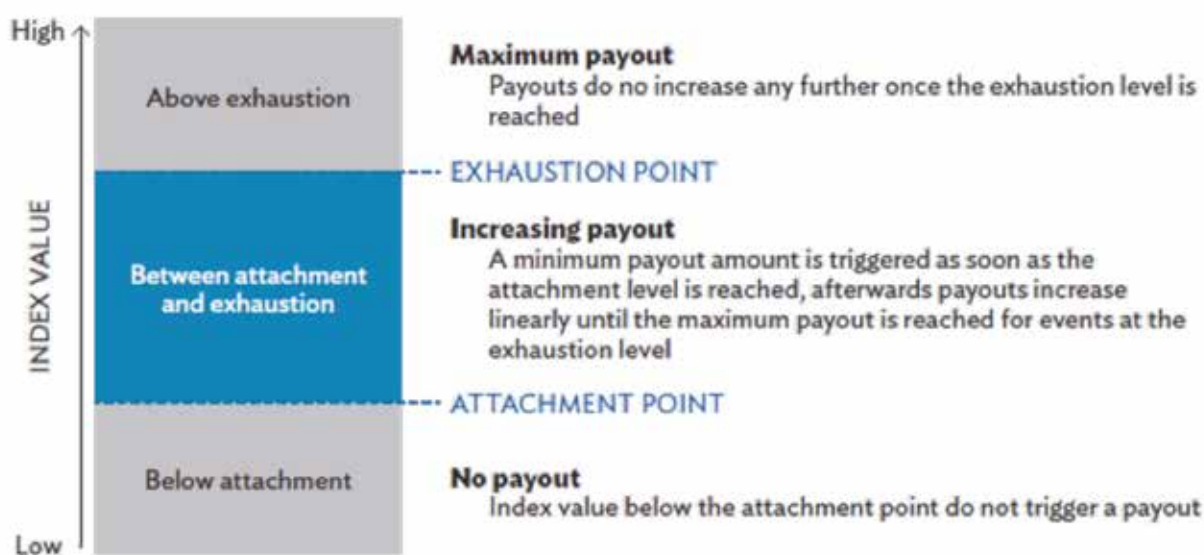 High
Maximum payout
Payouts do no increase any further once the exhaustion level is
reached
Above exhaustion
EXHAUSTION POINT
INDEX VALUE
Increasing payout
A minimum payout amount is triggered as soon as the
attachment level is reached, afterwards payouts increase
linearly until the maximum payout is reached for events at the
exhaustion level
Between attachment
and exhaustion
ATTACHMENT POINT
Below attachment
No payout
Index value below the attachment point do not trigger a payout
Low